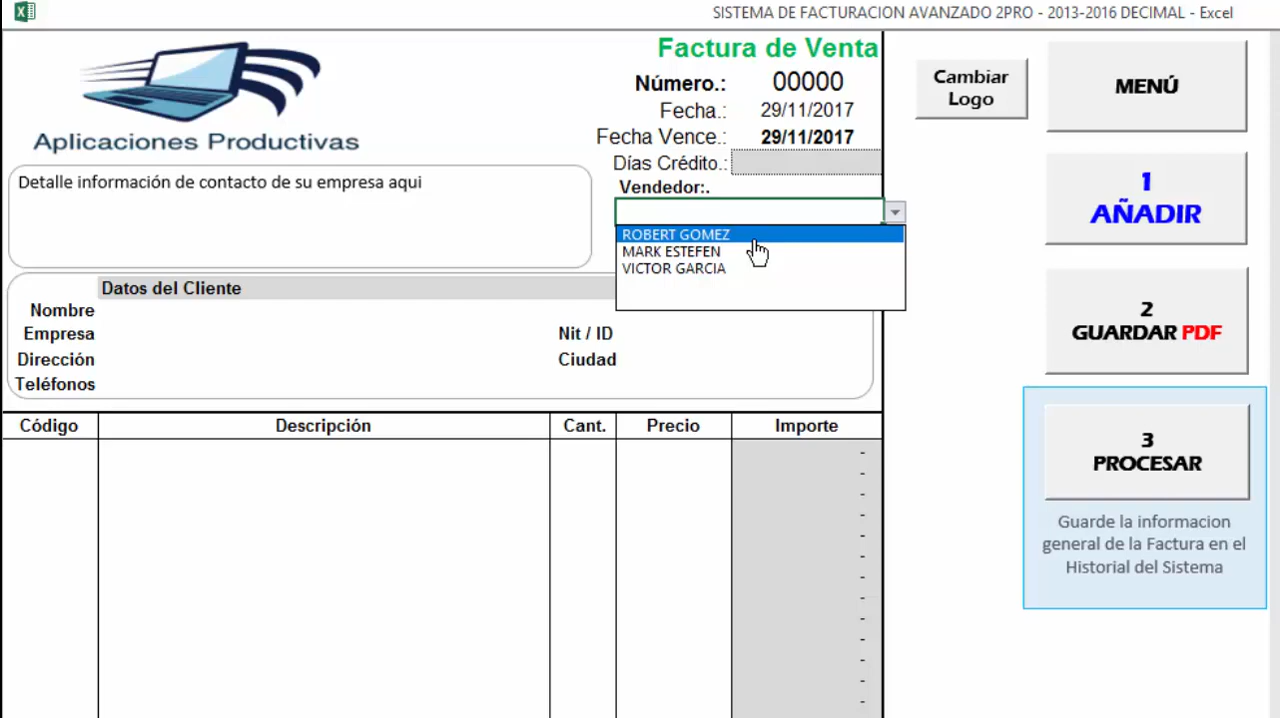 SISTEMA DE FACTURACION AVANZADO 2PRO - 2013-2016 DECIMAL - Excel
Aplicaciones Productivas
Factura de Venta
Número.: 00000
Fecha.: 29/11/2017
Fecha Vence.: 29/11/2017
Días Crédito.:
Vendedor:.
ROBERT GOMEZ
MARK ESTEFEN
VICTOR GARCIA
Detalle información de contacto de su empresa aqui
Datos del Cliente
Nombre
Empresa
Nit / ID
Dirección
Ciudad
Teléfonos
Código Descripción Cant. Precio Importe
-
-
-
-
-
-
-
-
-
-
-
-
-
Cambiar
Logo
MENÚ
1
AÑADIR
2
GUARDAR PDF
3
PROCESAR
Guarde la informacion
general de la Factura en el
Historial del Sistema